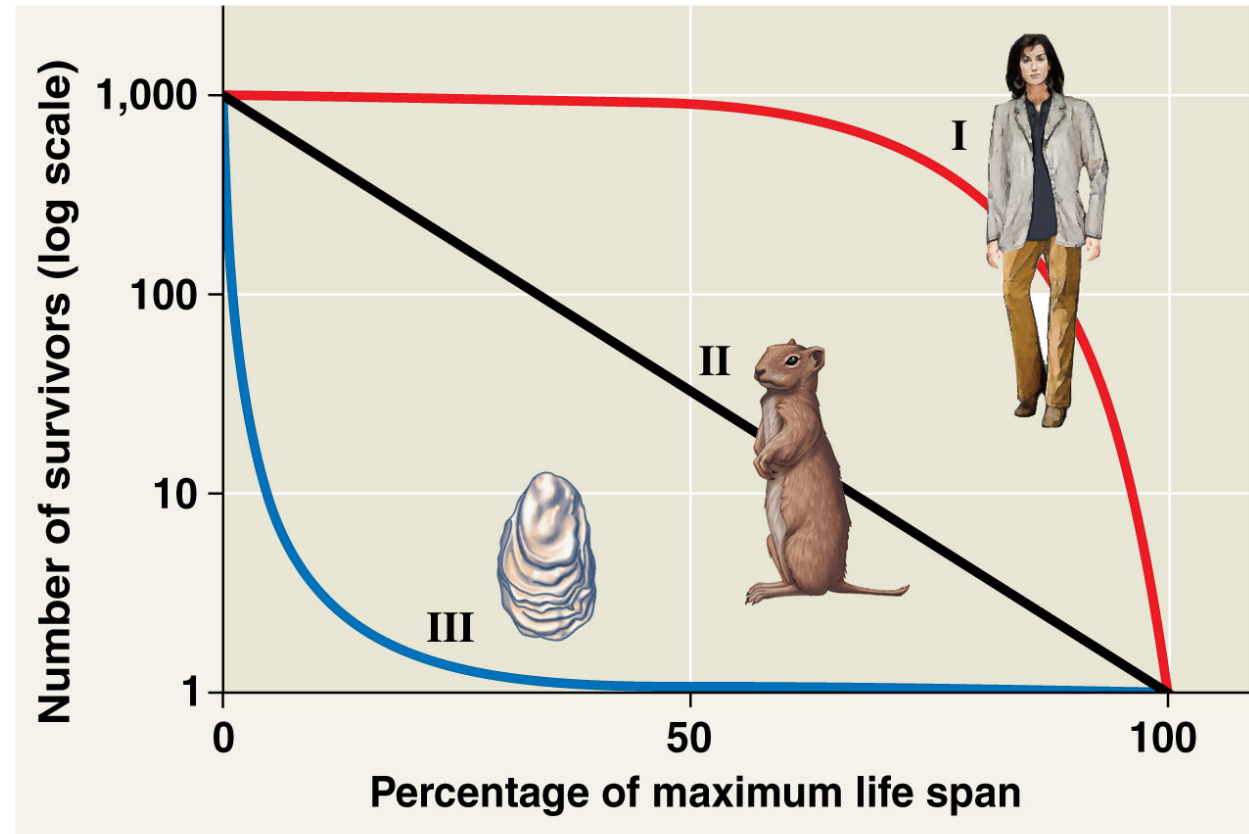 Number of survivors (log scale)
1,000
100
10
1
I
II
III
0
50
100
Percentage of maximum life span